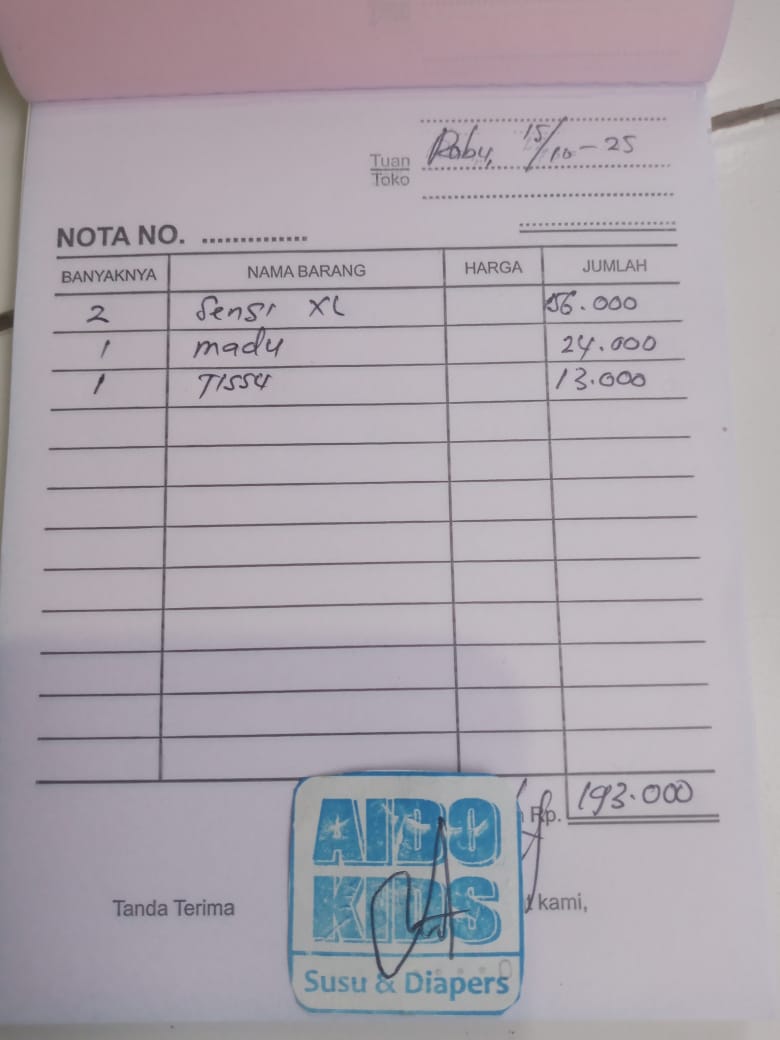 Tuan Rabu, 15/10-25
Toko
NOTA NO. ..............
BANYAKNYA NAMA BARANG HARGA JUMLAH
2 Sensi XL 156.000
1 madu 24.000
1 Tissu 13.000
Rp. 193.000
Tanda Terima kami,
AIDO
KIDS
Susu & Diapers